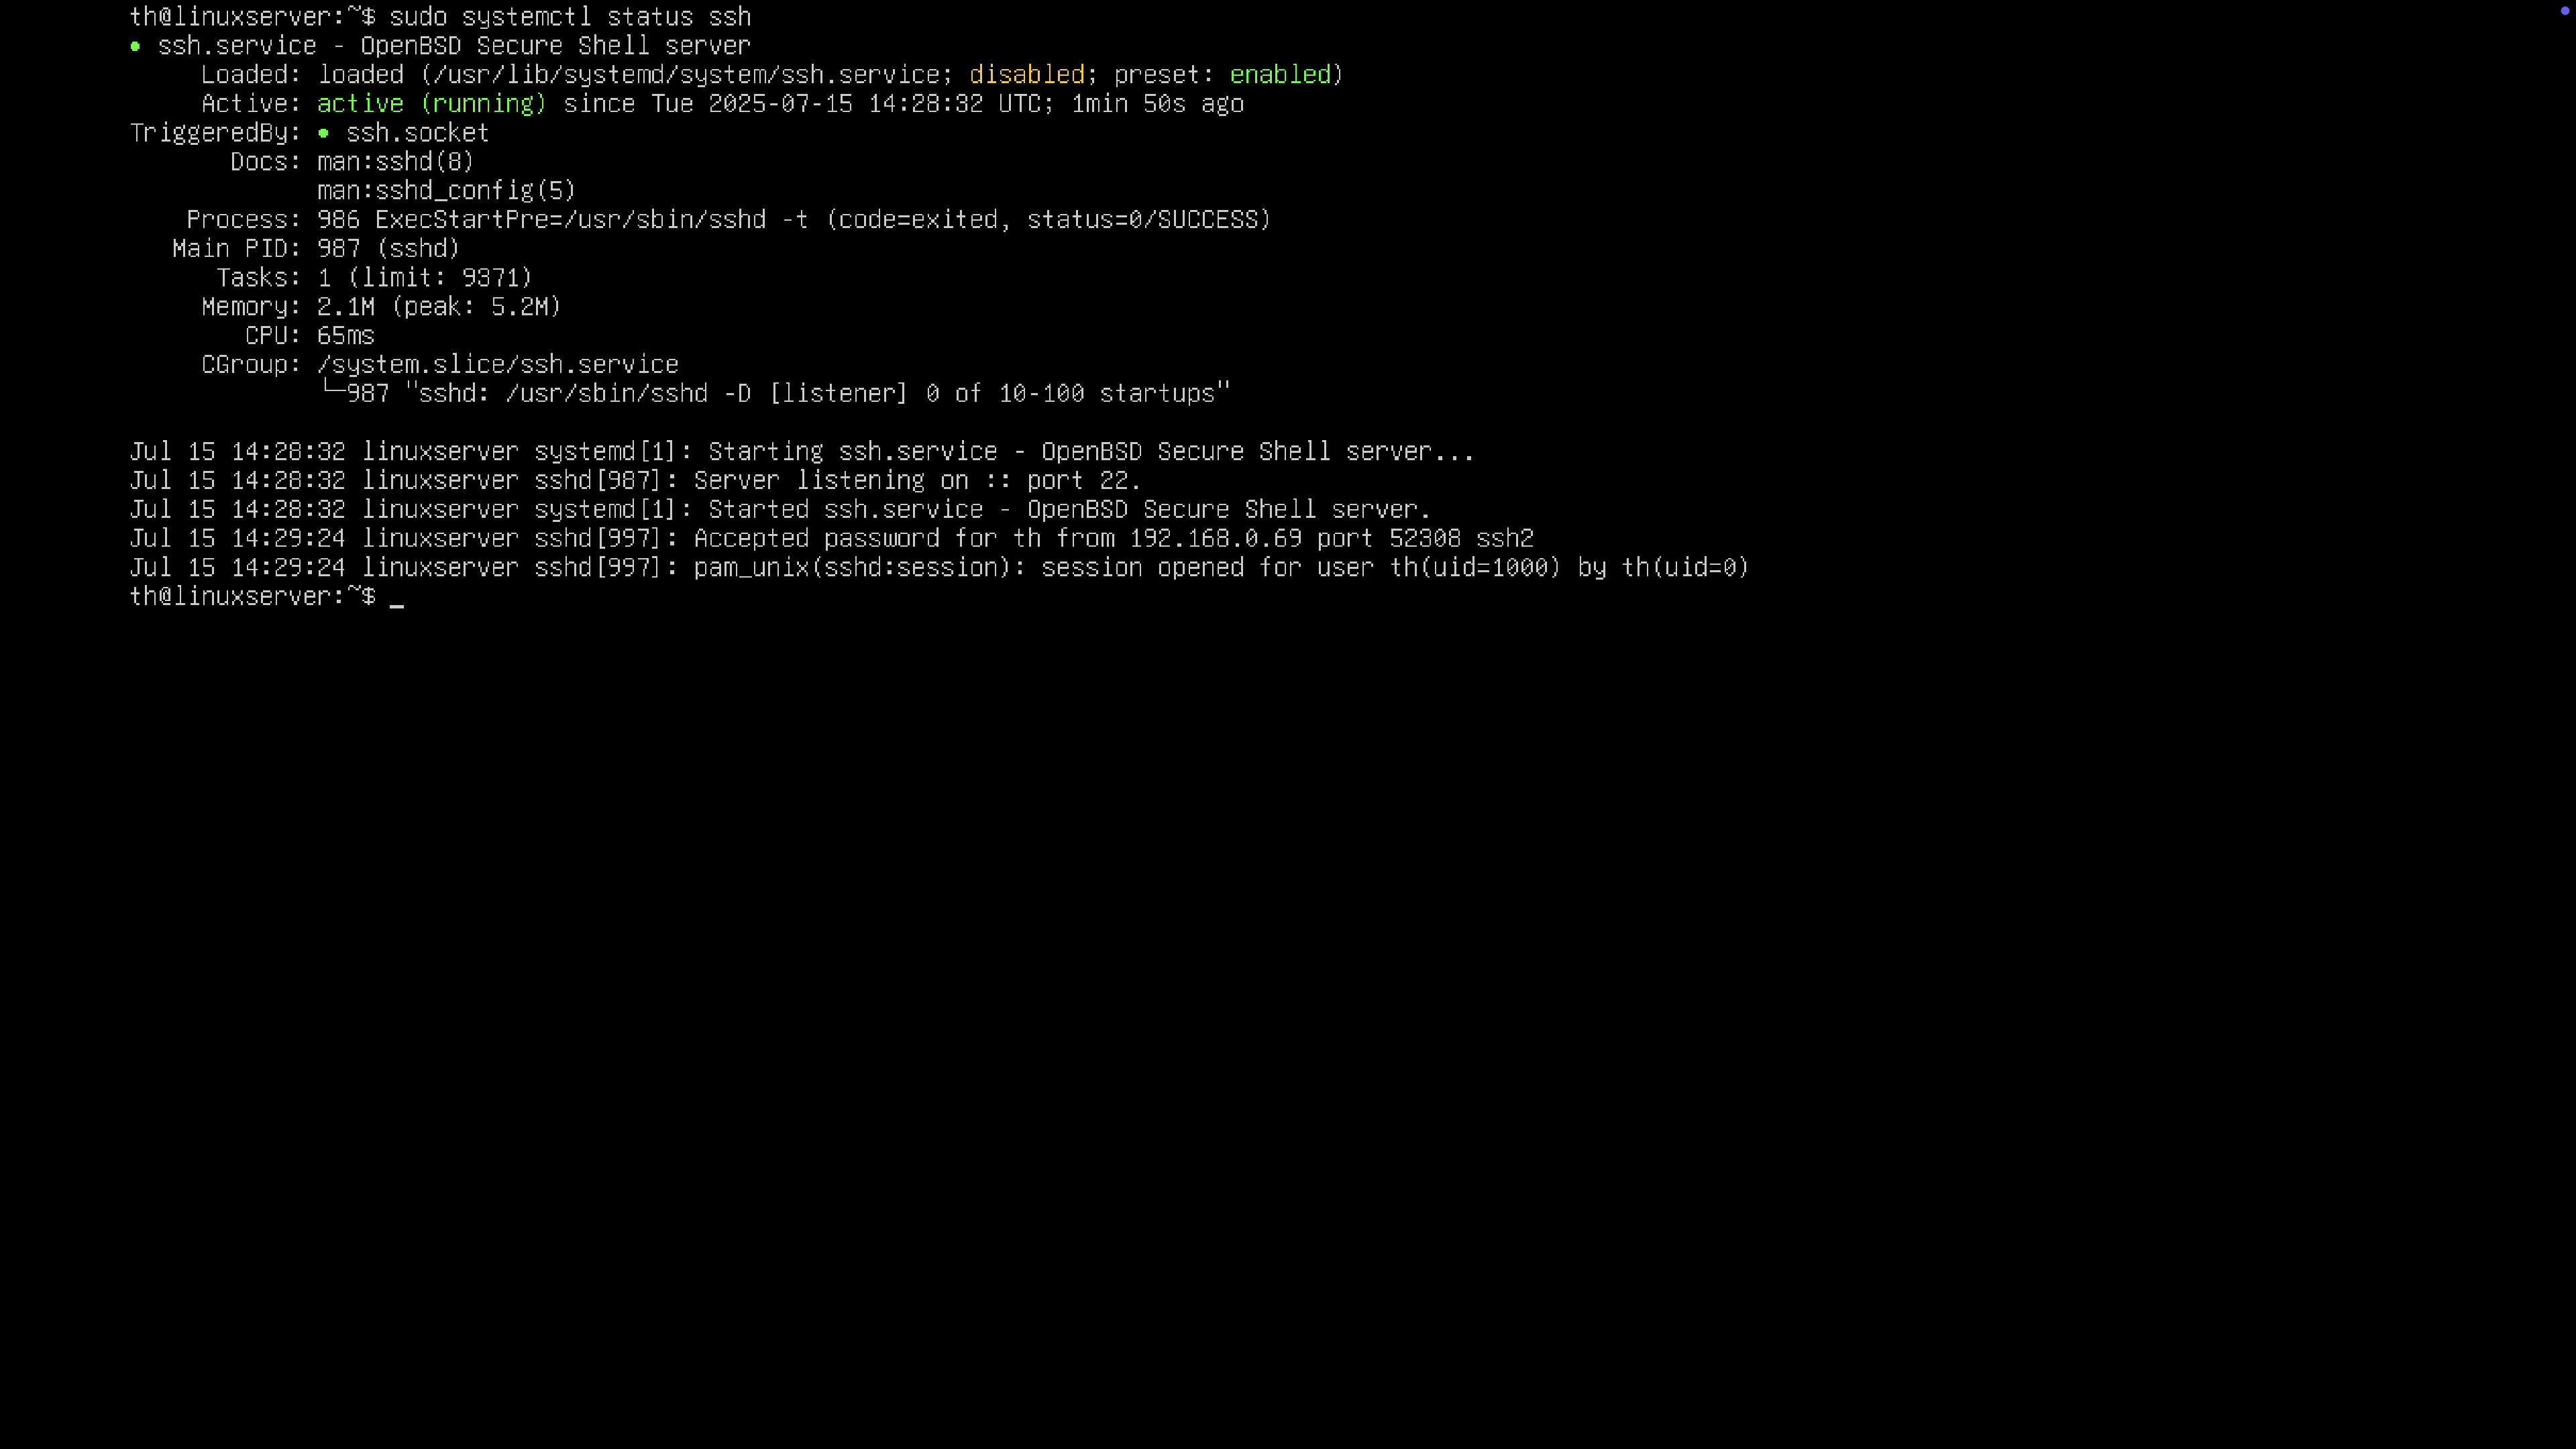 th@linuxserver:~$ sudo systemctl status ssh
● ssh.service - OpenBSD Secure Shell server
     Loaded: loaded (/usr/lib/systemd/system/ssh.service; disabled; preset: enabled)
     Active: active (running) since Tue 2025-07-15 14:28:32 UTC; 1min 50s ago
TriggeredBy: ● ssh.socket
       Docs: man:sshd(8)
             man:sshd_config(5)
    Process: 986 ExecStartPre=/usr/sbin/sshd -t (code=exited, status=0/SUCCESS)
   Main PID: 987 (sshd)
      Tasks: 1 (limit: 9371)
     Memory: 2.1M (peak: 5.2M)
        CPU: 65ms
     CGroup: /system.slice/ssh.service
             └─987 "sshd: /usr/sbin/sshd -D [listener] 0 of 10-100 startups"

Jul 15 14:28:32 linuxserver systemd[1]: Starting ssh.service - OpenBSD Secure Shell server...
Jul 15 14:28:32 linuxserver sshd[987]: Server listening on :: port 22.
Jul 15 14:28:32 linuxserver systemd[1]: Started ssh.service - OpenBSD Secure Shell server.
Jul 15 14:29:24 linuxserver sshd[997]: Accepted password for th from 192.168.0.69 port 52308 ssh2
Jul 15 14:29:24 linuxserver sshd[997]: pam_unix(sshd:session): session opened for user th(uid=1000) by th(uid=0)
th@linuxserver:~$ _